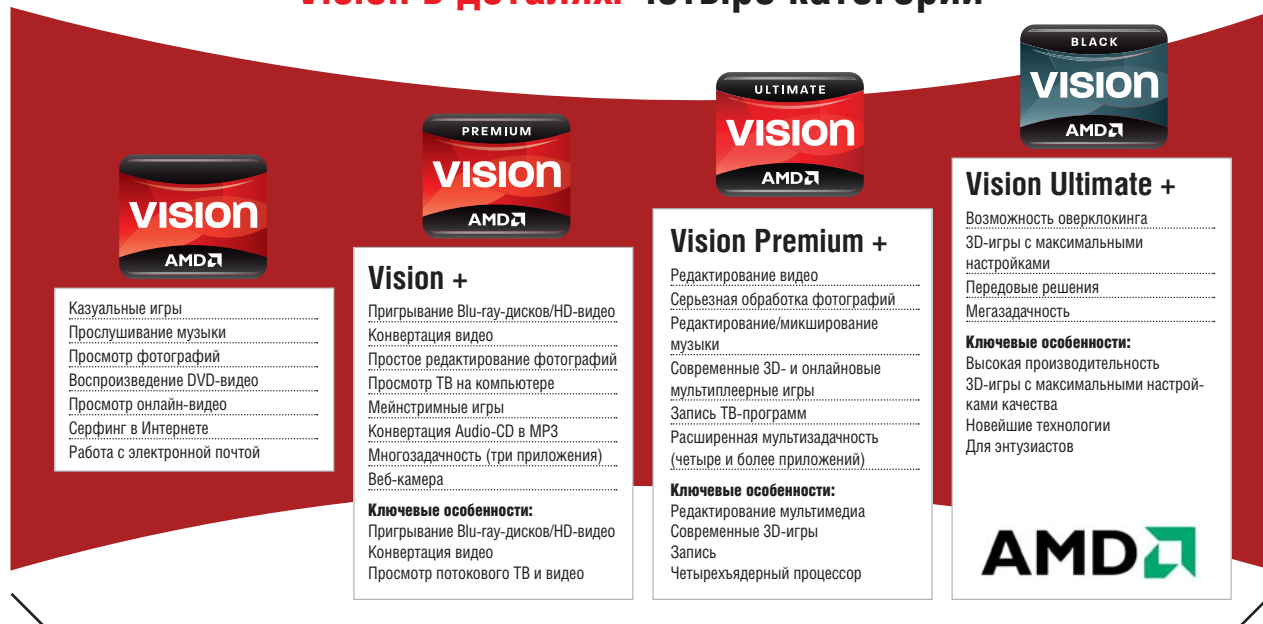 Vision в деталях: четыре категории
VISION
AMD
Казуальные игры
Прослушивание музыки
Просмотр фотографий
Воспроизведение DVD-видео
Просмотр онлайн-видео
Серфинг в Интернете
Работа с электронной почтой
PREMIUM
VISION
AMD
Vision +
Пригрывание Blu-ray-дисков/HD-видео
Конвертация видео
Простое редактирование фотографий
Просмотр ТВ на компьютере
Мейнстримные игры
Конвертация Audio-CD в MP3
Многозадачность (три приложения)
Веб-камера
Ключевые особенности:
Пригрывание Blu-ray-дисков/HD-видео
Конвертация видео
Просмотр потокового ТВ и видео
ULTIMATE
VISION
AMD
Vision Premium +
Редактирование видео
Серьезная обработка фотографий
Редактирование/микширование
музыки
Современные 3D- и онлайновые
мультиплеерные игры
Запись ТВ-программ
Расширенная мультизадачность
(четыре и более приложений)
Ключевые особенности:
Редактирование мультимедиа
Современные 3D-игры
Запись
Четырехъядерный процессор
BLACK
VISION
AMD
Vision Ultimate +
Возможность оверклокинга
3D-игры с максимальными
настройками
Передовые решения
Мегазадачность
Ключевые особенности:
Высокая производительность
3D-игры с максимальными настрой-
ками качества
Новейшие технологии
Для энтузиастов
AMD